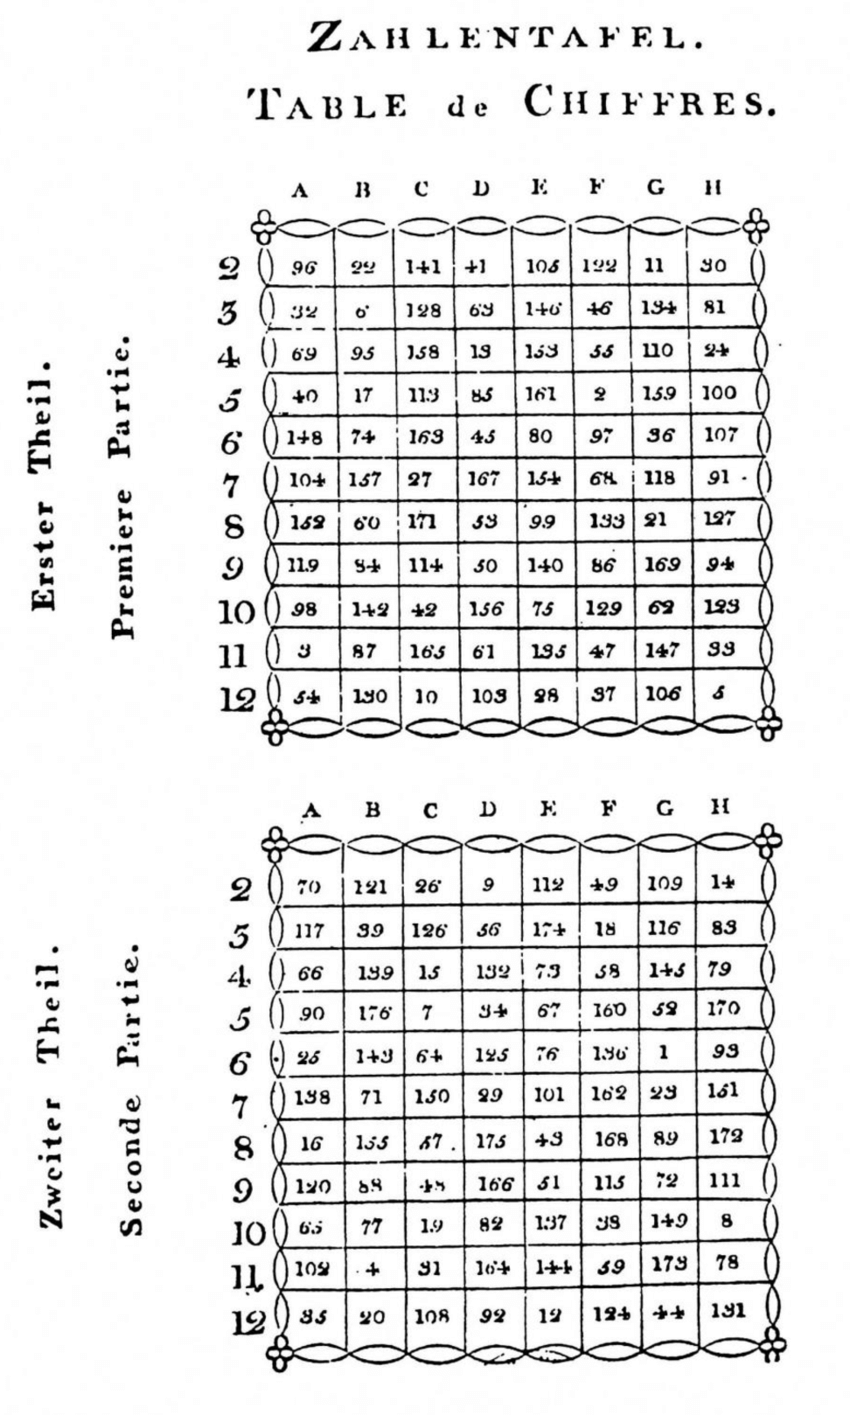 ZAHLENTAFEL.
TABLE de CHIFFRES.
Erster Theil.
Premiere Partie.
A B C D E F G H
2 96 22 141 41 105 122 11 30
3 32 6 128 63 146 46 134 81
4 69 95 158 13 153 55 110 24
5 40 17 113 85 161 2 159 100
6 148 74 163 45 80 97 36 107
7 104 157 27 167 154 68 118 91
8 152 60 171 53 99 133 21 127
9 119 84 114 50 140 86 169 94
10 98 142 42 156 75 129 62 123
11 3 87 165 61 135 47 147 33
12 54 130 10 103 28 37 106 5
Zweiter Theil.
Seconde Partie.
A B C D E F G H
2 70 121 26 9 112 49 109 14
3 117 39 126 56 174 18 116 83
4 66 139 15 132 73 58 145 79
5 90 176 7 34 67 160 52 170
6 25 143 64 125 76 136 1 93
7 138 71 150 29 101 162 23 151
8 16 155 57 175 43 168 89 172
9 120 88 48 166 51 115 72 111
10 65 77 19 82 137 38 149 8
11 102 4 31 164 144 59 173 78
12 35 20 108 92 12 124 44 131